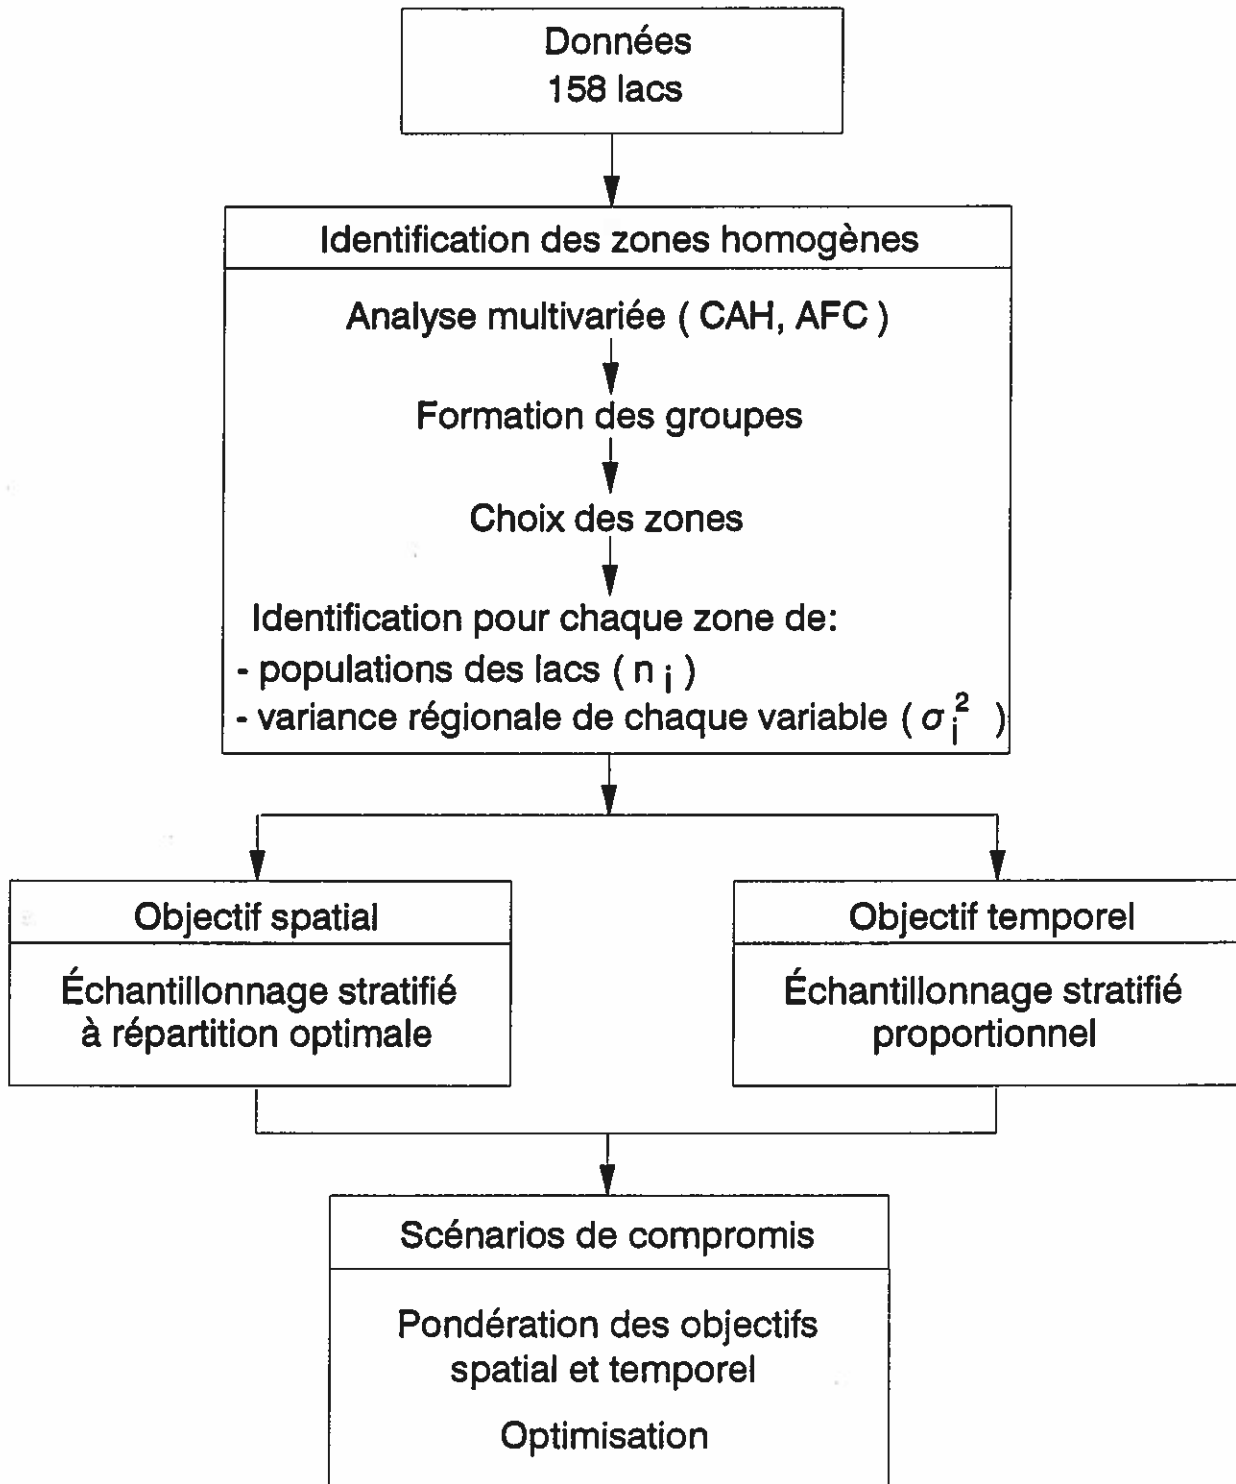 Données
158 lacs
Identification des zones homogènes
Analyse multivariée ( CAH, AFC )
Formation des groupes
Choix des zones
Identification pour chaque zone de:
- populations des lacs ( n i )
- variance régionale de chaque variable ( σ i 2 )
Objectif spatial
Échantillonnage stratifié
à répartition optimale
Objectif temporel
Échantillonnage stratifié
proportionnel
Scénarios de compromis
Pondération des objectifs
spatial et temporel
Optimisation